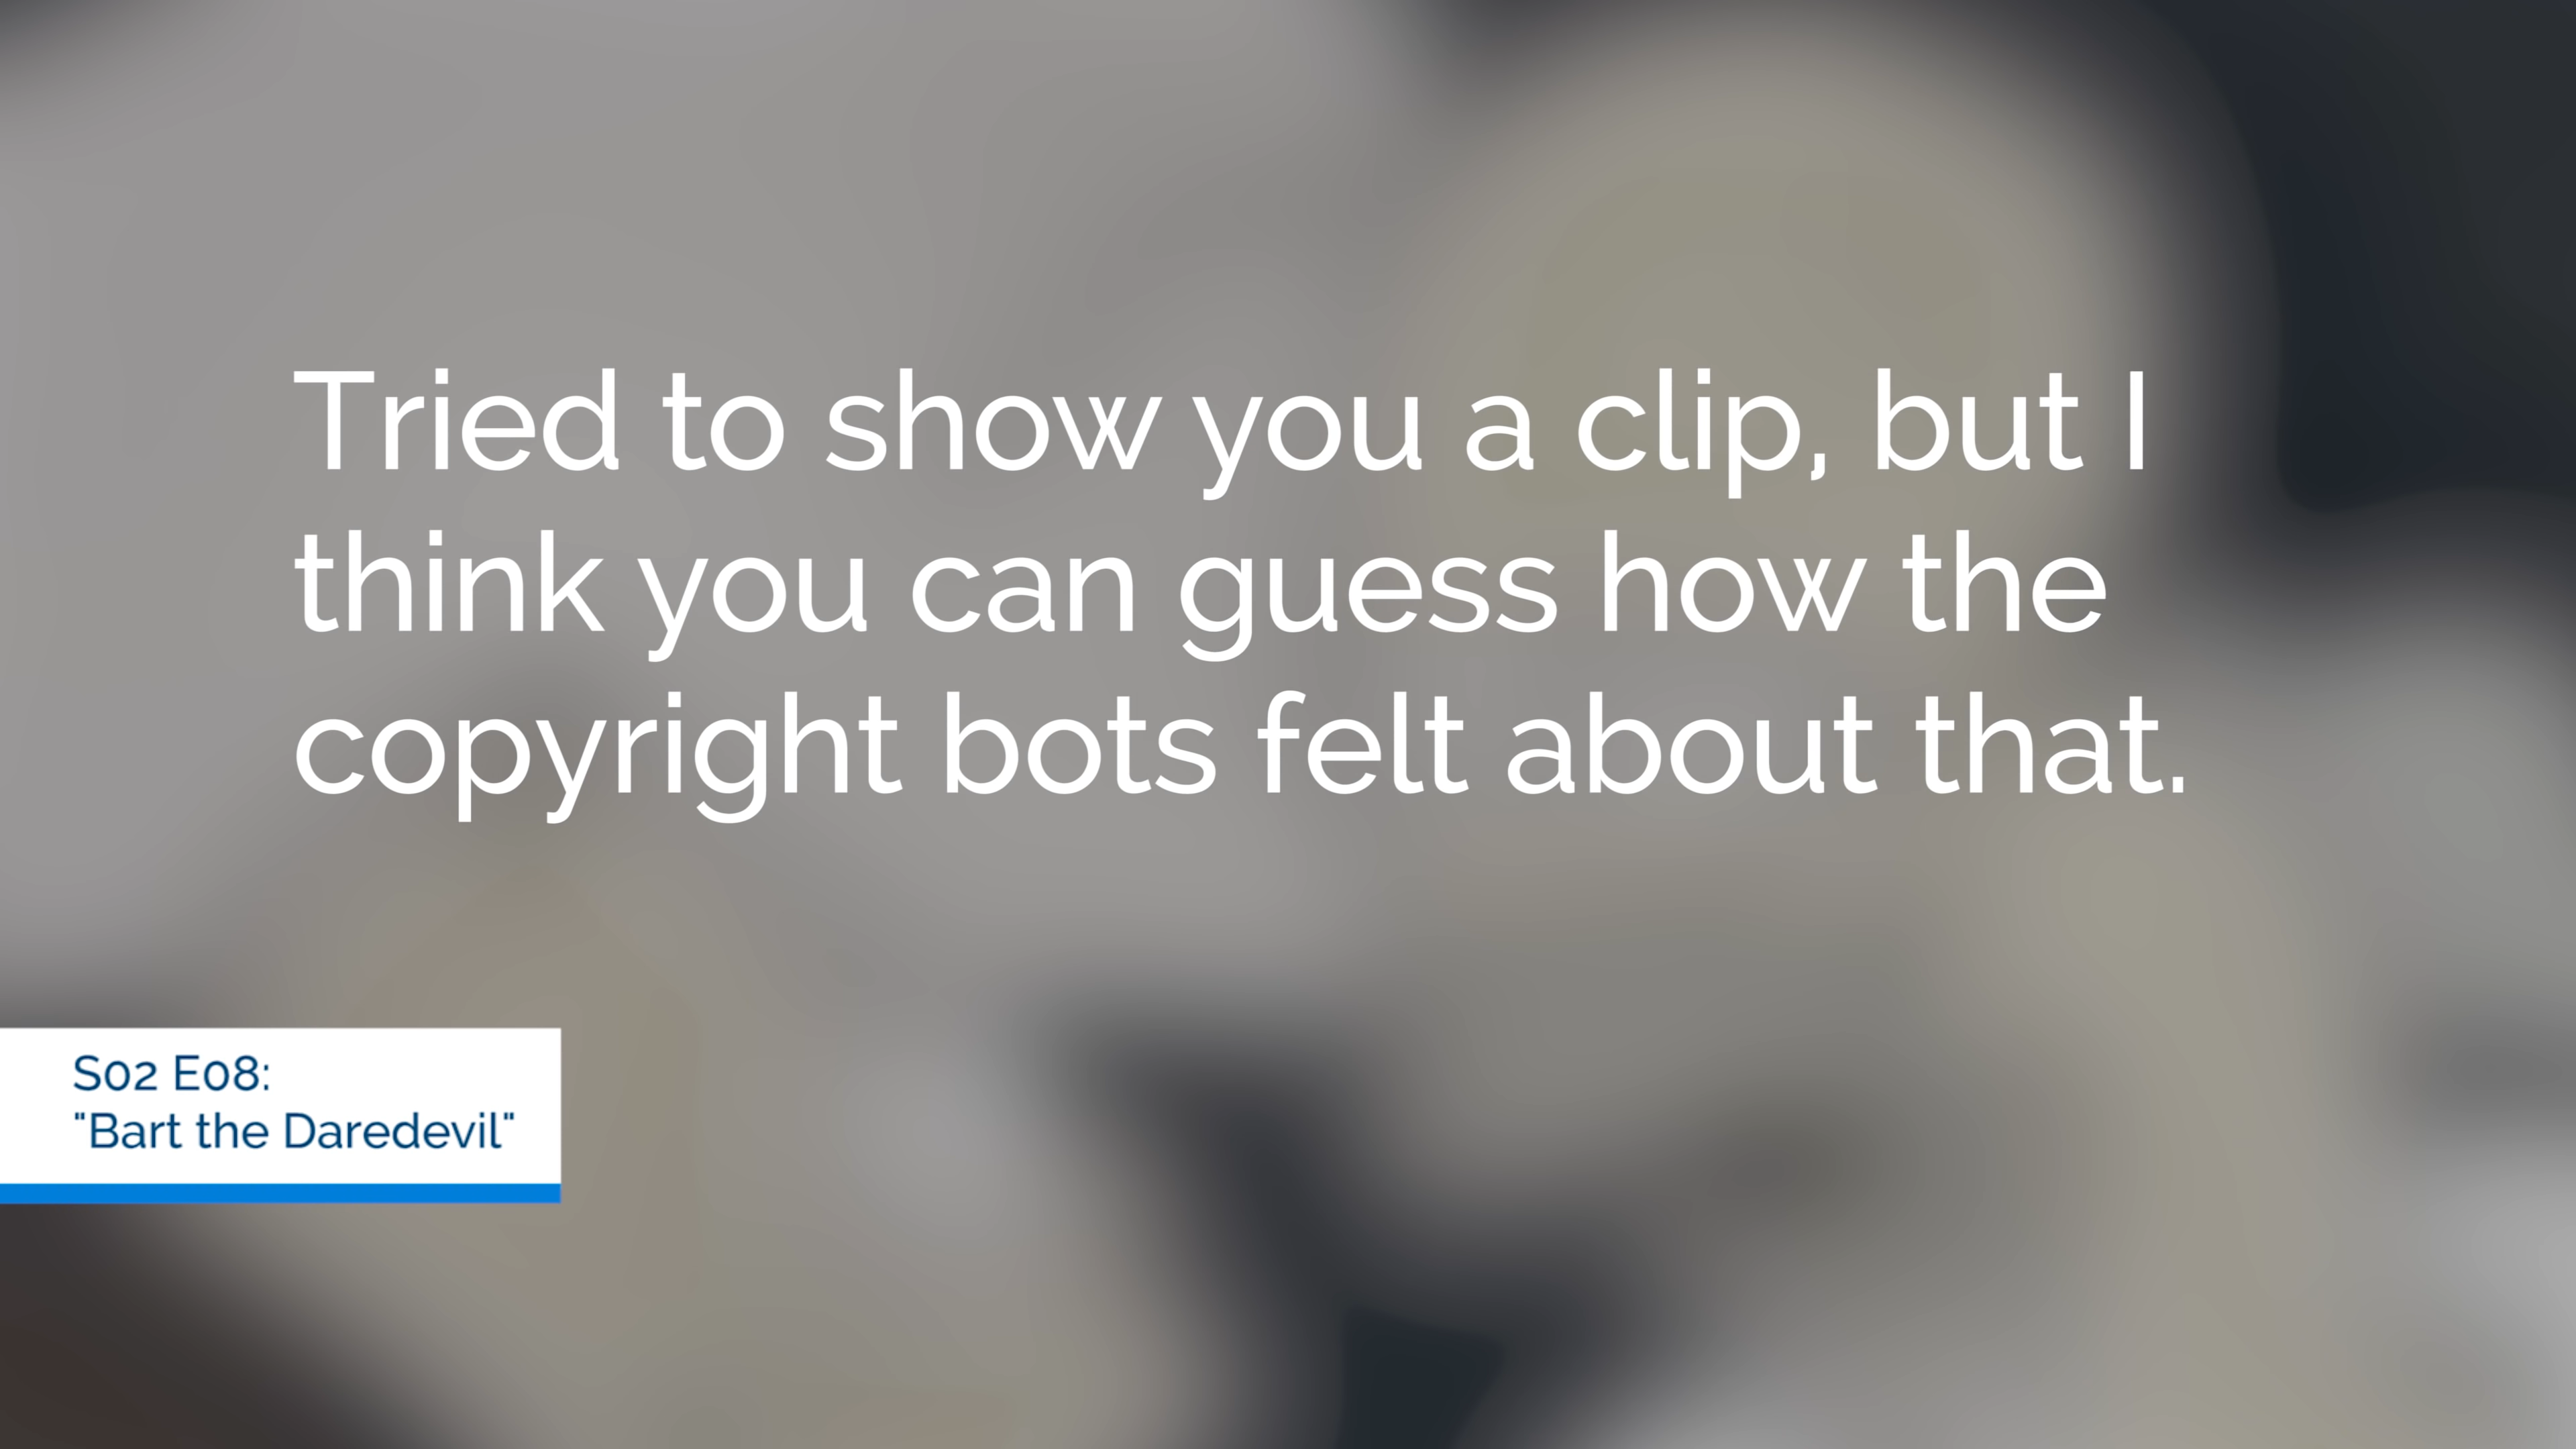 Tried to show you a clip, but I
think you can guess how the
copyright bots felt about that.
S02 E08:
"Bart the Daredevil"